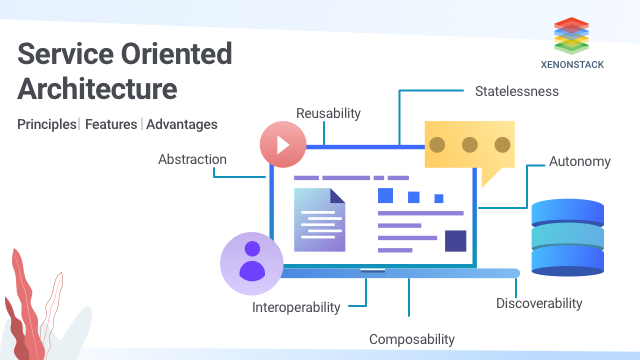 Service Oriented
Architecture
Principles| Features | Advantages
XENONSTACK
Statelessness
Reusability
Abstraction
Autonomy
Interoperability
Discoverability
Composability